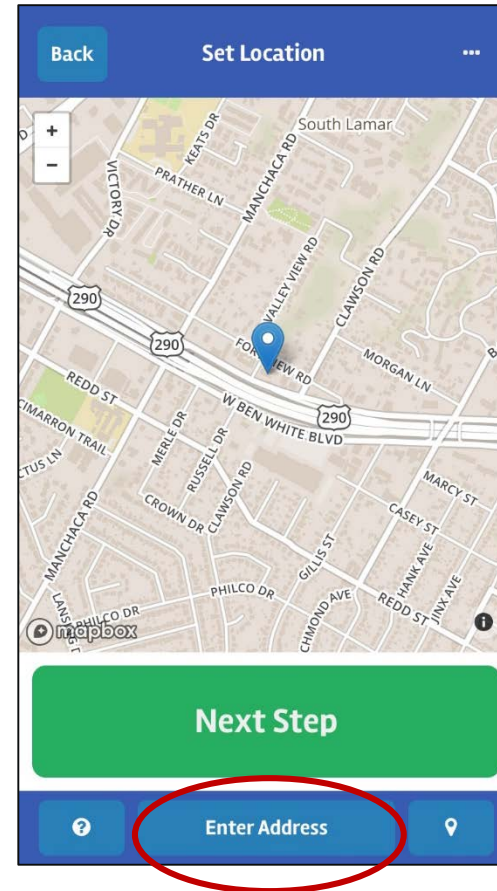 Back
Set Location
...
+
−
KEATS DR
South Lamar
VICTORY DR
PRATHER LN
MANCHACA RD
VALLEY VIEW RD
CLAWSON RD
290
290
MORGAN LN
REDD ST
W BEN WHITE BLVD
290
CIMARRON TRAIL
MERLE DR
RUSSELL DR
CLAWSON RD
MARCY ST
CROWN DR
CASEY ST
MANCHACA RD
GILLIS ST
HANK AVE
PHILCO DR
REDD ST
JINX AVE
PHILCO DR
mapbox
Next Step
Enter Address